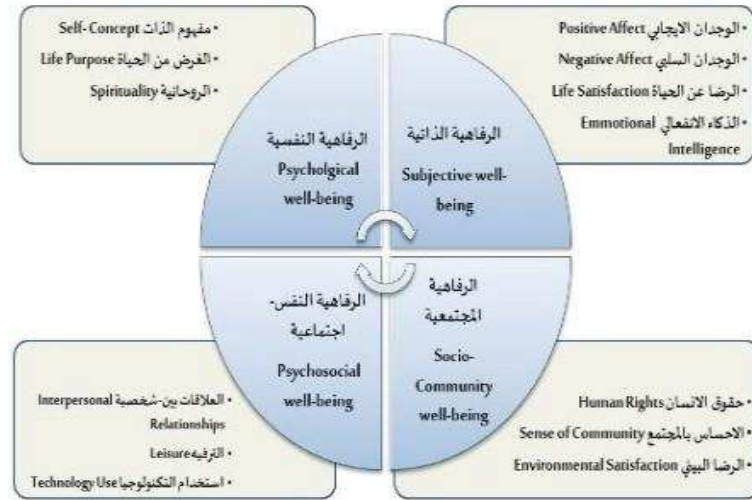 • مفهوم الذات Self- Concept
• الغرض من الحياة Life Purpose
• الروحانية Spirituality
• الوجدان الايجابي Positive Affect
• الوجدان السلبي Negative Affect
• الرضا عن الحياة Life Satisfaction
• الذكاء الانفعالي Emmotional
Intelligence
الرفاهية النفسية
Psycholgical
well-being
الرفاهية الذاتية
Subjective well-
being
الرفاهية النفس-
اجتماعية
Psychosocial
well-being
الرفاهية
المجتمعية
Socio-
Community
well-being
• العلاقات بين-شخصية Interpersonal
Relationships
• الترفيه Leisure
• استخدام التكنولوجيا Technology Use
• حقوق الانسان Human Rights
• الاحساس بالمجتمع Sense of Community
• الرضا البيئي Environmental Satisfaction